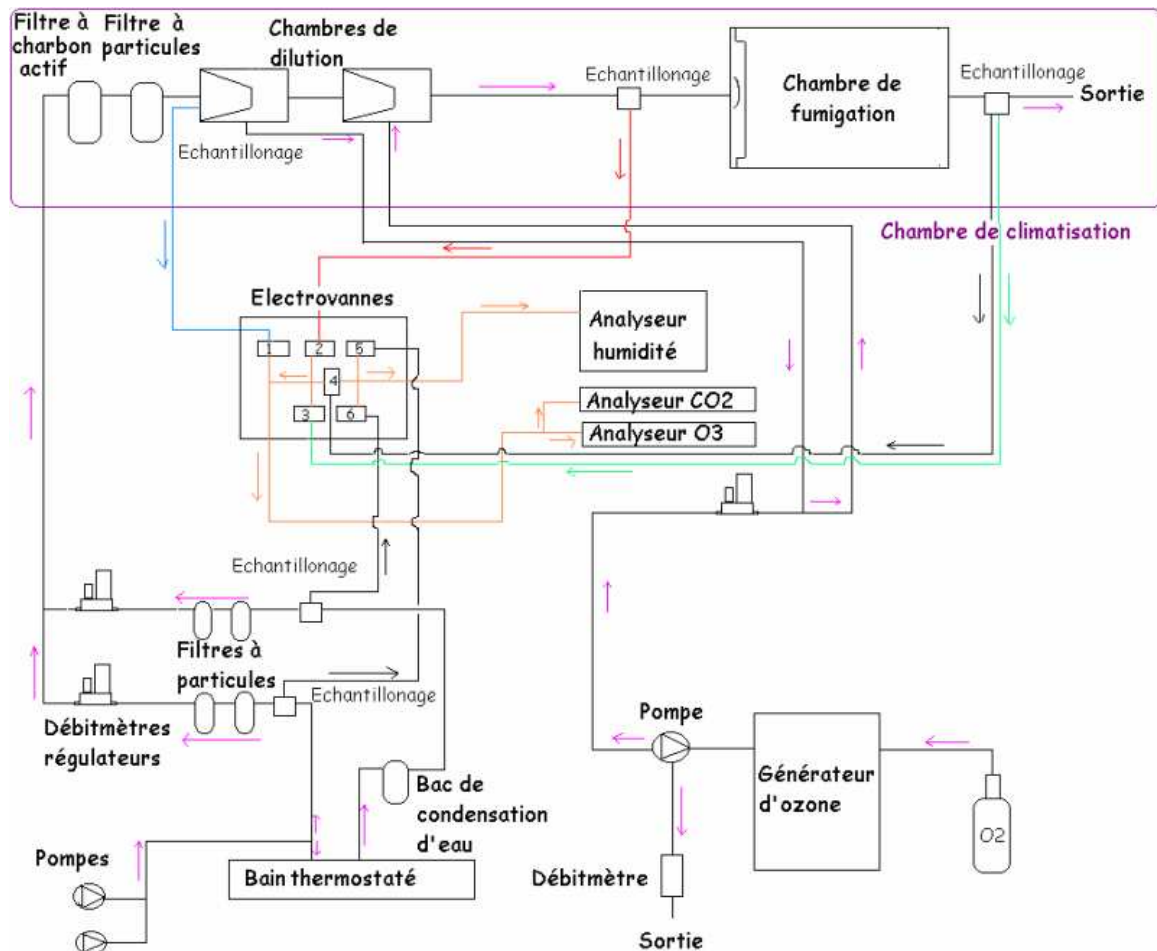 Filtre à
charbon
actif
Filtre à
particules
Chambres de
dilution
Echantillonage
Echantillonage
Chambre de
fumigation
Echantillonage
Sortie
Chambre de climatisation
Electrovannes
1
2
5
4
3
6
Analyseur
humidité
Analyseur CO2
Analyseur O3
Echantillonage
Filtres à
particules
Echantillonage
Débitmètres
régulateurs
Bac de
condensation
d'eau
Pompes
Bain thermostaté
Pompe
Générateur
d'ozone
O2
Débitmètre
Sortie